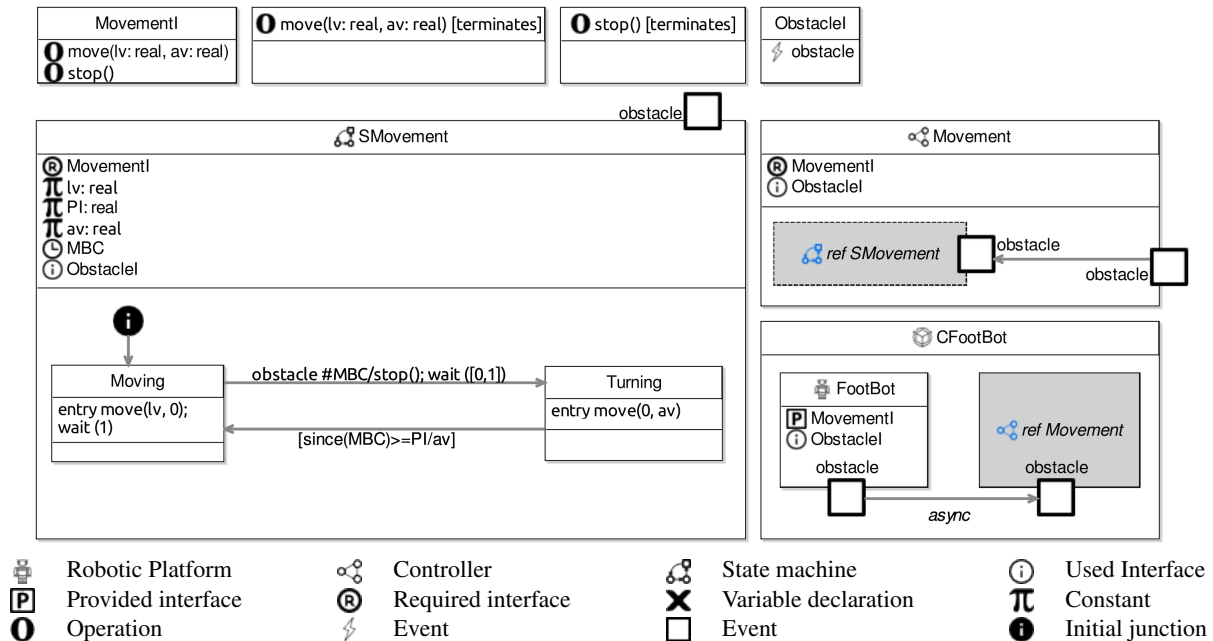 MovementI
move(lv: real, av: real)
stop()
move(lv: real, av: real) [terminates]
stop() [terminates]
ObstacleI
obstacle
obstacle
SMovement
MovementI
lv: real
PI: real
av: real
MBC
ObstacleI
i
Moving
entry move(lv, 0);
wait (1)
obstacle #MBC/stop(); wait ([0,1])
[since(MBC)>=PI/av]
Turning
entry move(0, av)
Movement
MovementI
ObstacleI
ref SMovement
obstacle
obstacle
CFootBot
FootBot
MovementI
ObstacleI
obstacle
ref Movement
obstacle
async
Robotic Platform
Controller
State machine
Used Interface
Provided interface
Required interface
Variable declaration
Constant
Operation
Event
Event
Initial junction